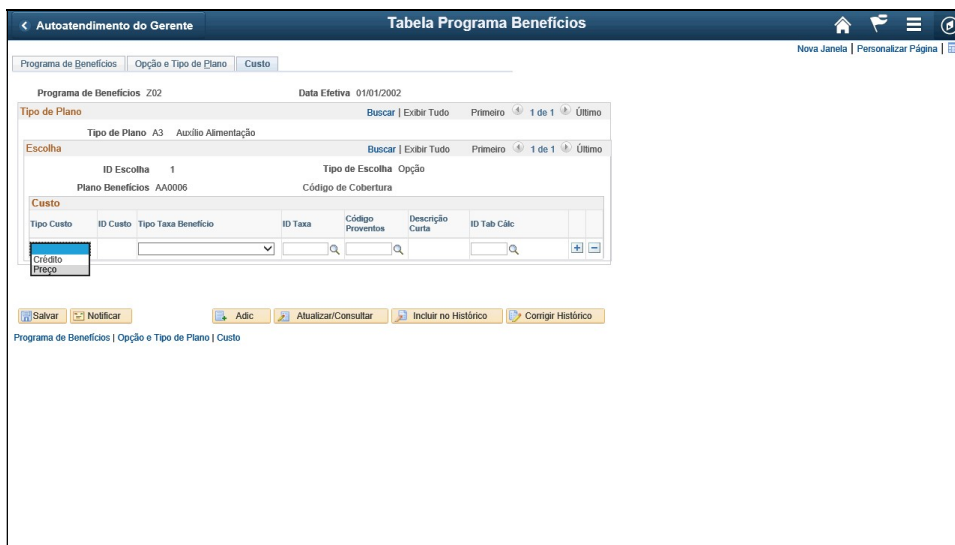 Autoatendimento do Gerente
Tabela Programa Benefícios
Nova Janela | Personalizar Página |
Programa de Benefícios Opção e Tipo de Plano Custo
Programa de Benefícios Z02 Data Efetiva 01/01/2002
Tipo de Plano Buscar | Exibir Tudo Primeiro 1 de 1 Último
Tipo de Plano A3 Auxílio Alimentação
Escolha Buscar | Exibir Tudo Primeiro 1 de 1 Último
ID Escolha 1 Tipo de Escolha Opção
Plano Benefícios AA0006 Código de Cobertura
Custo
Tipo Custo ID Custo Tipo Taxa Benefício ID Taxa Código Proventos Descrição Curta ID Tab Cálc
Crédito
Preço
Salvar Notificar Adic Atualizar/Consultar Incluir no Histórico Corrigir Histórico
Programa de Benefícios | Opção e Tipo de Plano | Custo